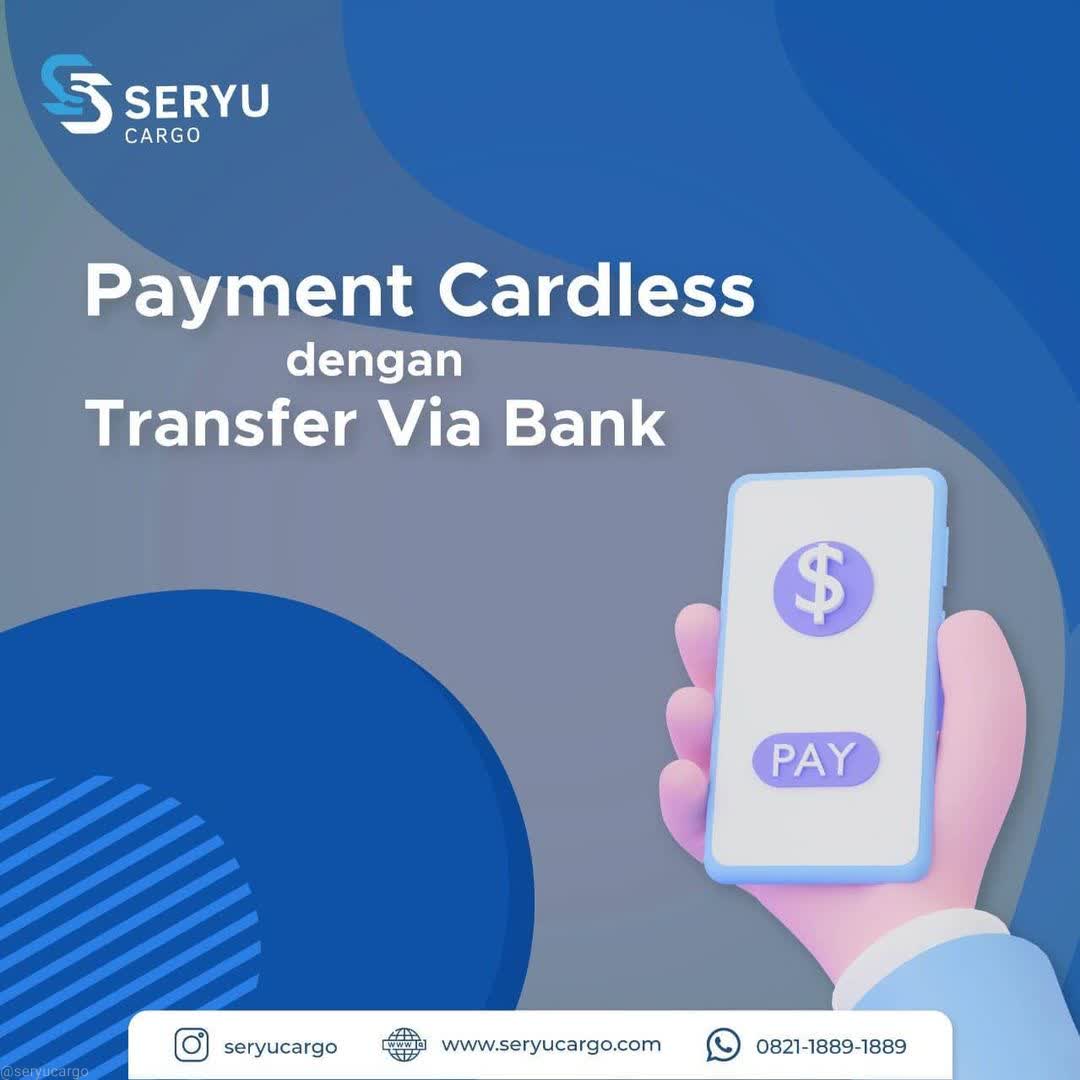 SERYU
CARGO
Payment Cardless
dengan
Transfer Via Bank
$
PAY
seryucargo
www.seryucargo.com
0821-1889-1889
@seryucargo